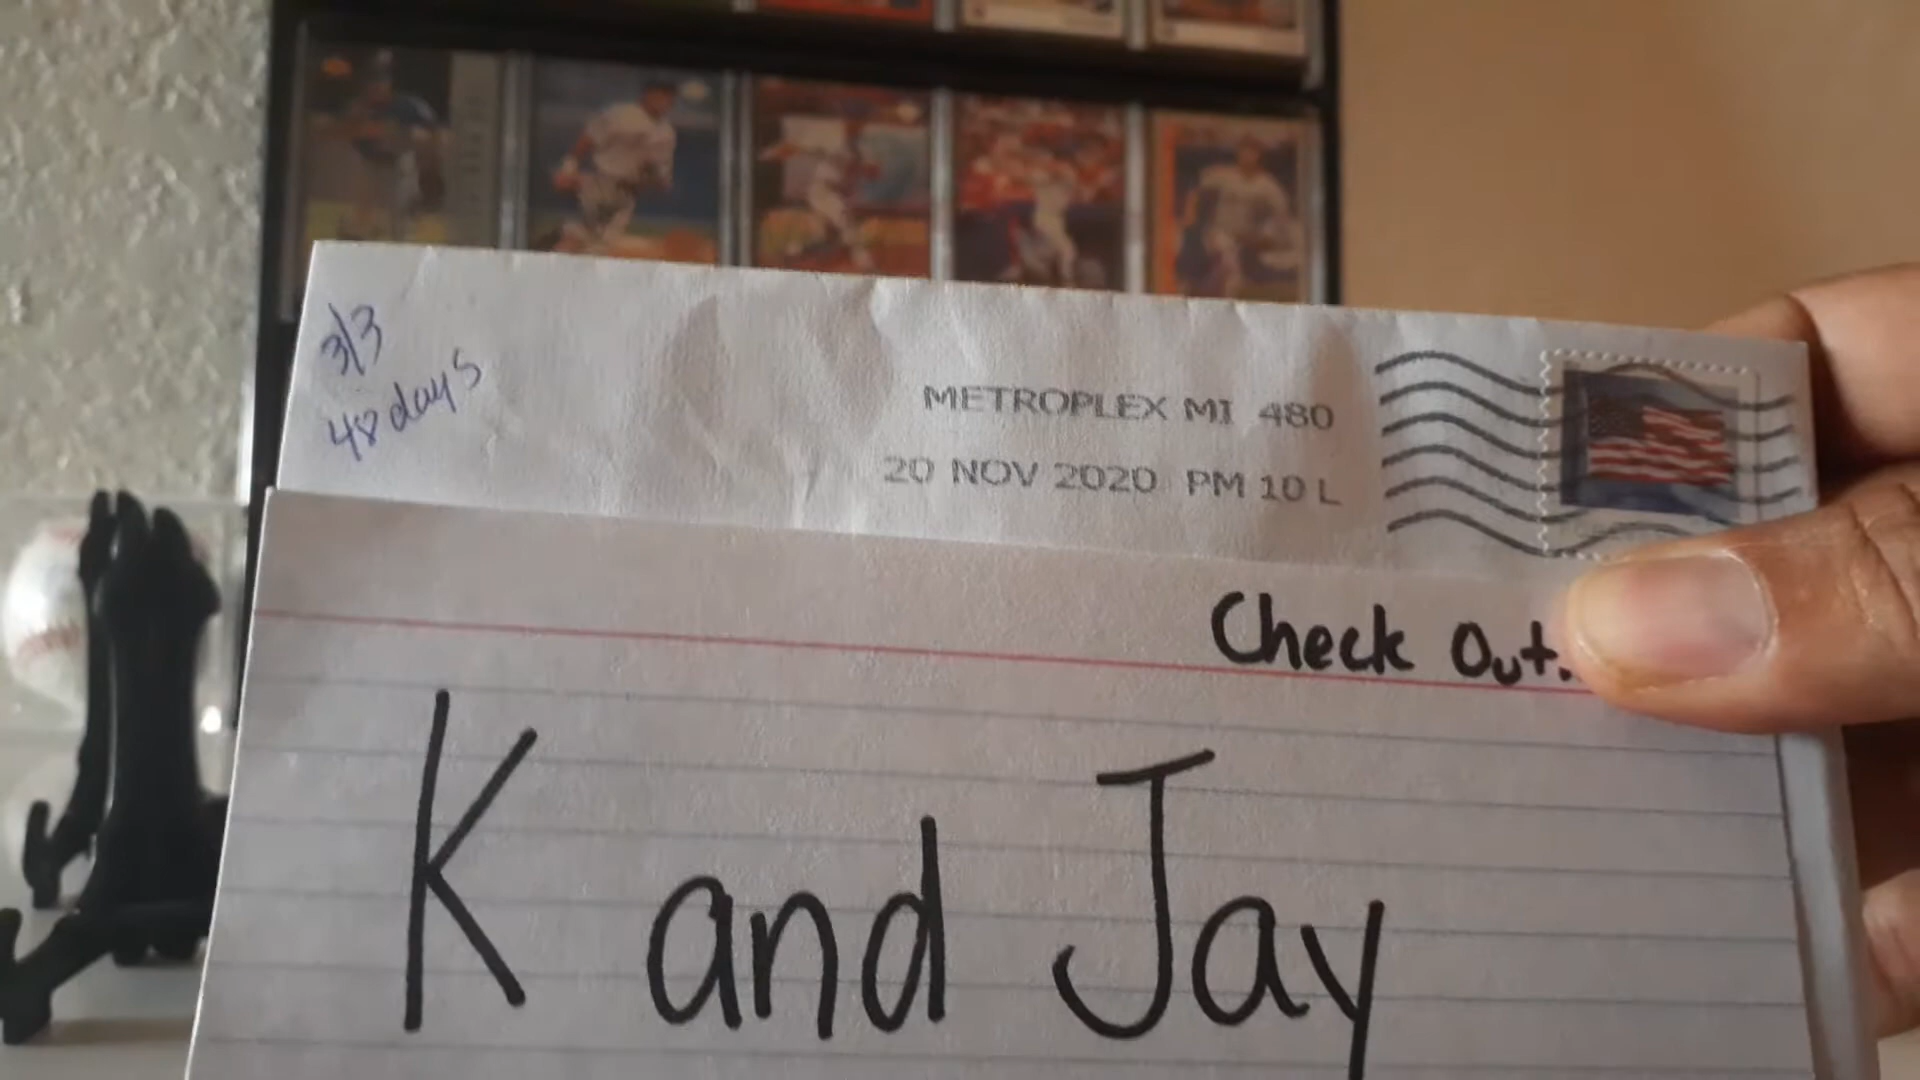 3/3
48 days
METROPLEX MI 480
20 NOV 2020 PM 10 L
Check Out
K and Jay